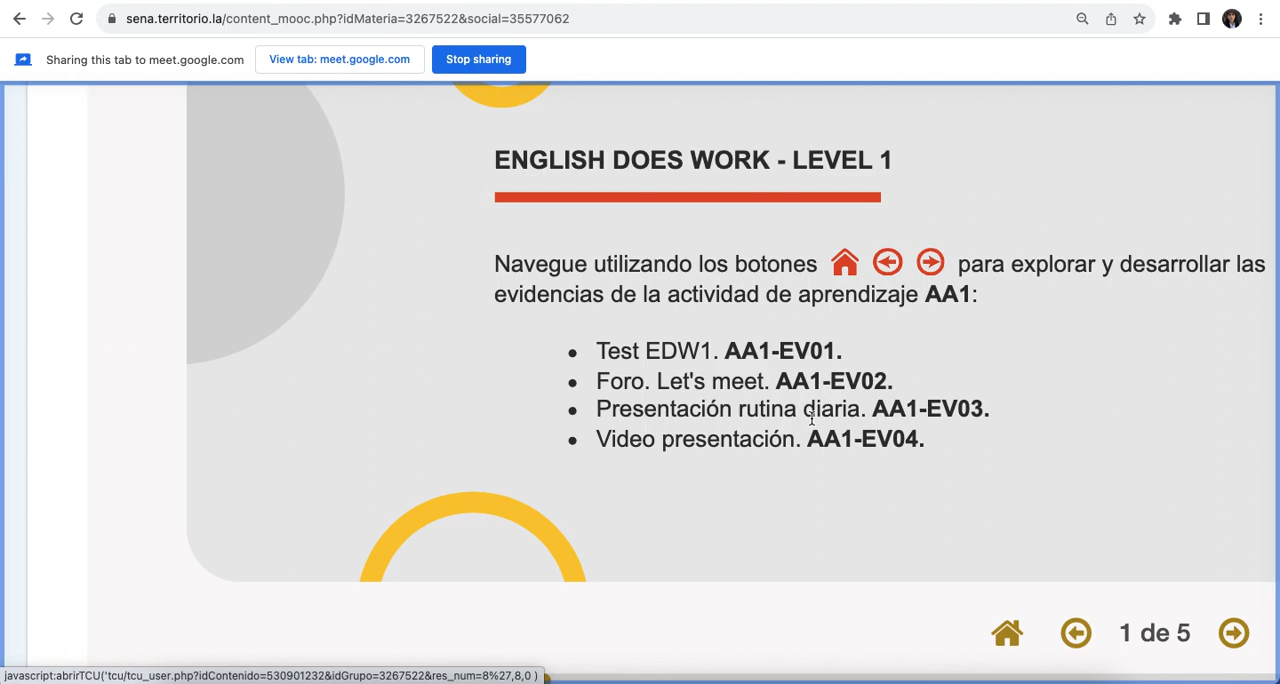 sena.territorio.la/content_mooc.php?idMateria=3267522&social=35577062
Sharing this tab to meet.google.com View tab: meet.google.com Stop sharing
ENGLISH DOES WORK - LEVEL 1
Navegue utilizando los botones para explorar y desarrollar las
evidencias de la actividad de aprendizaje AA1:
• Test EDW1. AA1-EV01.
• Foro. Let's meet. AA1-EV02.
• Presentación rutina diaria. AA1-EV03.
• Video presentación. AA1-EV04.
1 de 5
javascript:abrirTCU('tcu/tcu_user.php?idContenido=530901232&idGrupo=3267522&res_num=8%27,8,0 )